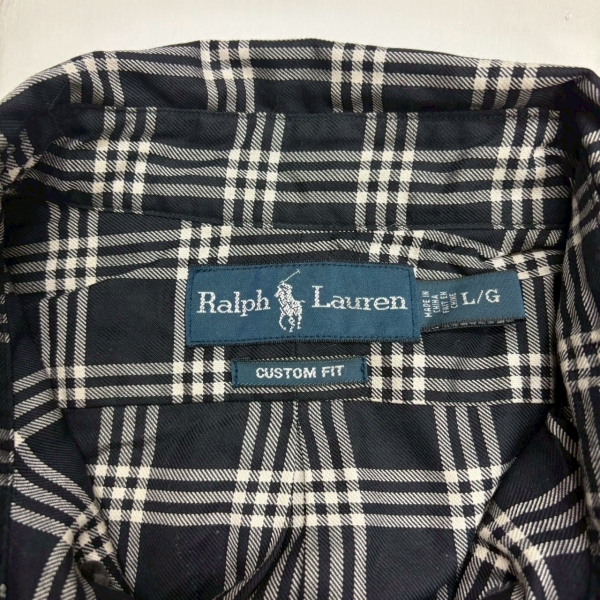 Ralph Lauren
MADE IN
CHINA
FAIT EN
CHINE
L/G
CUSTOM FIT